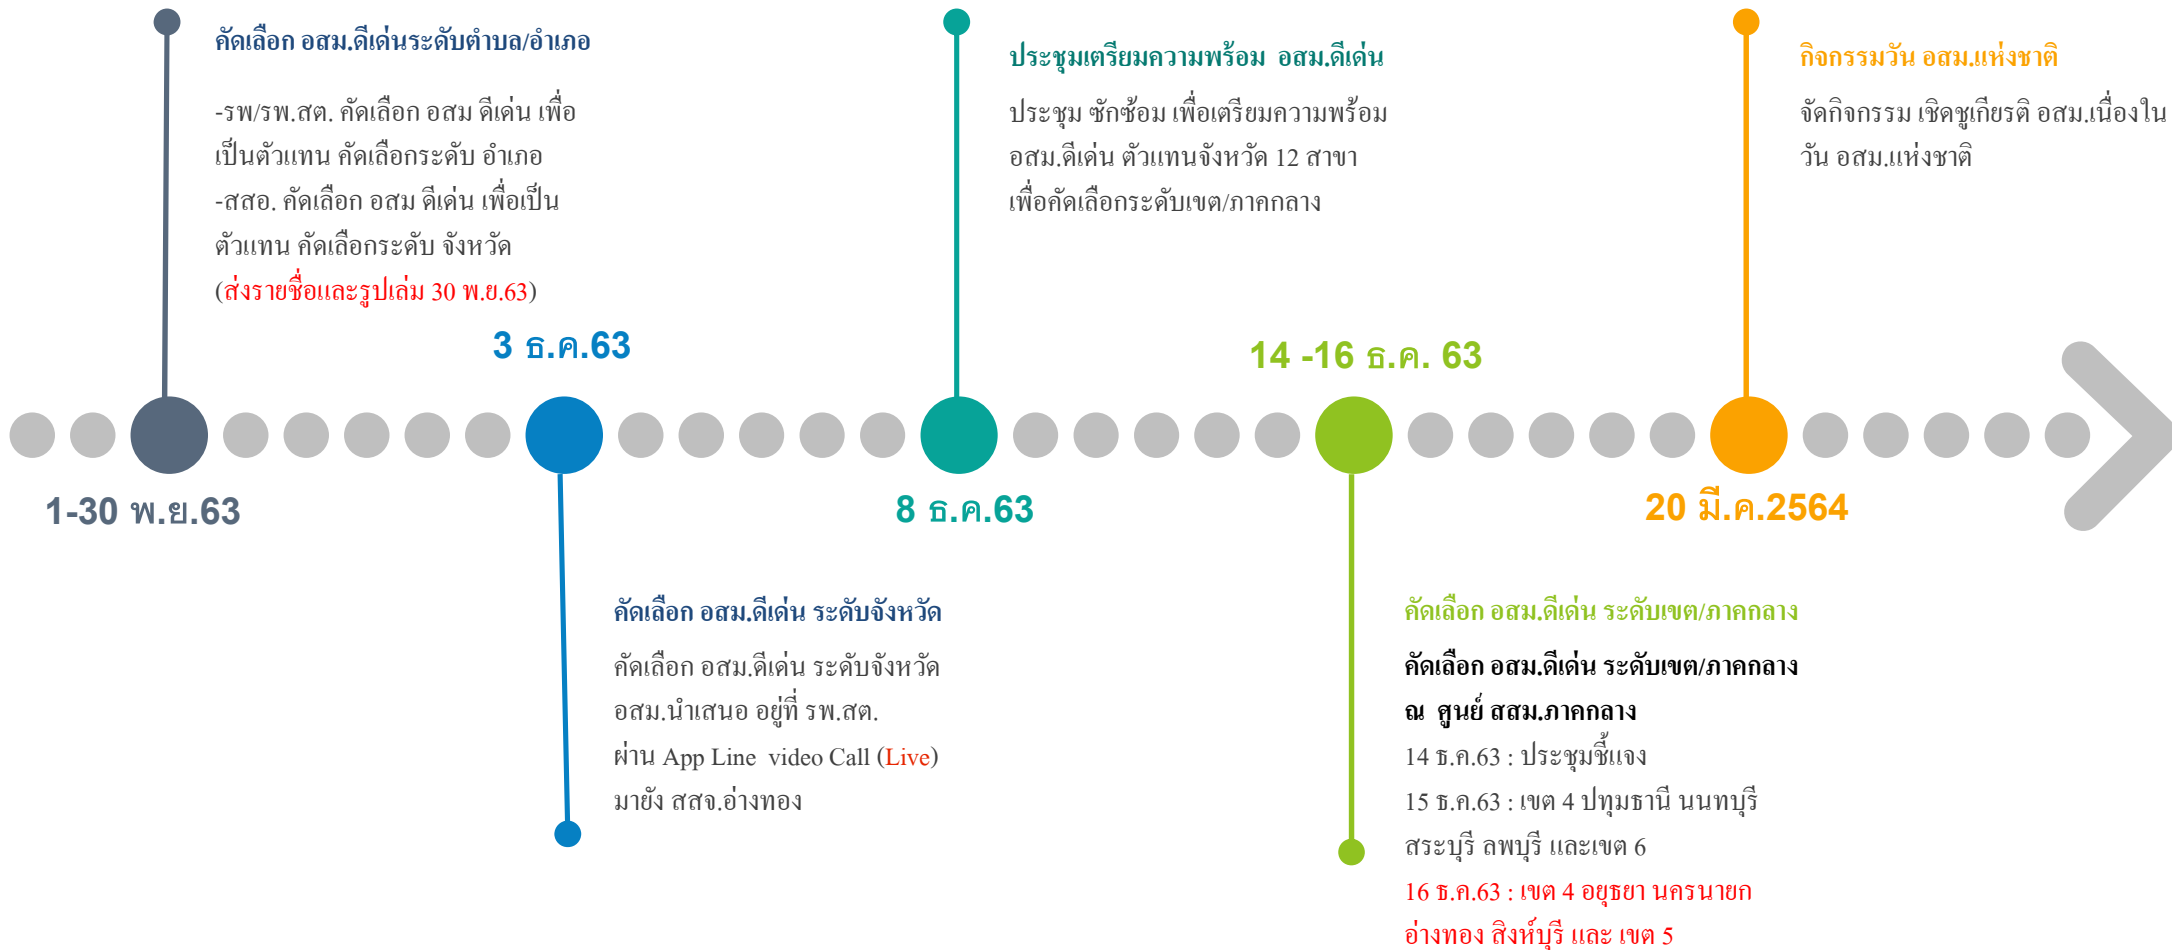 คัดเลือก อสม.ดีเด่นระดับตำบล/อำเภอ
-รพ/รพ.สต. คัดเลือก อสม ดีเด่น เพื่อ
เป็นตัวแทน คัดเลือกระดับ อำเภอ
-สสอ. คัดเลือก อสม ดีเด่น เพื่อเป็น
ตัวแทน คัดเลือกระดับ จังหวัด
(ส่งรายชื่อและรูปเล่ม 30 พ.ย.63)
1-30 พ.ย.63
3 ธ.ค.63
คัดเลือก อสม.ดีเด่น ระดับจังหวัด
คัดเลือก อสม.ดีเด่น ระดับจังหวัด
อสม.นำเสนอ อยู่ที่ รพ.สต.
ผ่าน App Line video Call (Live)
มายัง สสจ.อ่างทอง
ประชุมเตรียมความพร้อม อสม.ดีเด่น
ประชุม ซักซ้อม เพื่อเตรียมความพร้อม
อสม.ดีเด่น ตัวแทนจังหวัด 12 สาขา
เพื่อคัดเลือกระดับเขต/ภาคกลาง
8 ธ.ค.63
14 -16 ธ.ค. 63
คัดเลือก อสม.ดีเด่น ระดับเขต/ภาคกลาง
คัดเลือก อสม.ดีเด่น ระดับเขต/ภาคกลาง
ณ ศูนย์ สสม.ภาคกลาง
14 ธ.ค.63 : ประชุมชี้แจง
15 ธ.ค.63 : เขต 4 ปทุมธานี นนทบุรี
สระบุรี ลพบุรี และเขต 6
16 ธ.ค.63 : เขต 4 อยุธยา นครนายก
อ่างทอง สิงห์บุรี และ เขต 5
กิจกรรมวัน อสม.แห่งชาติ
จัดกิจกรรม เชิดชูเกียรติ อสม.เนื่องใน
วัน อสม.แห่งชาติ
20 มี.ค.2564